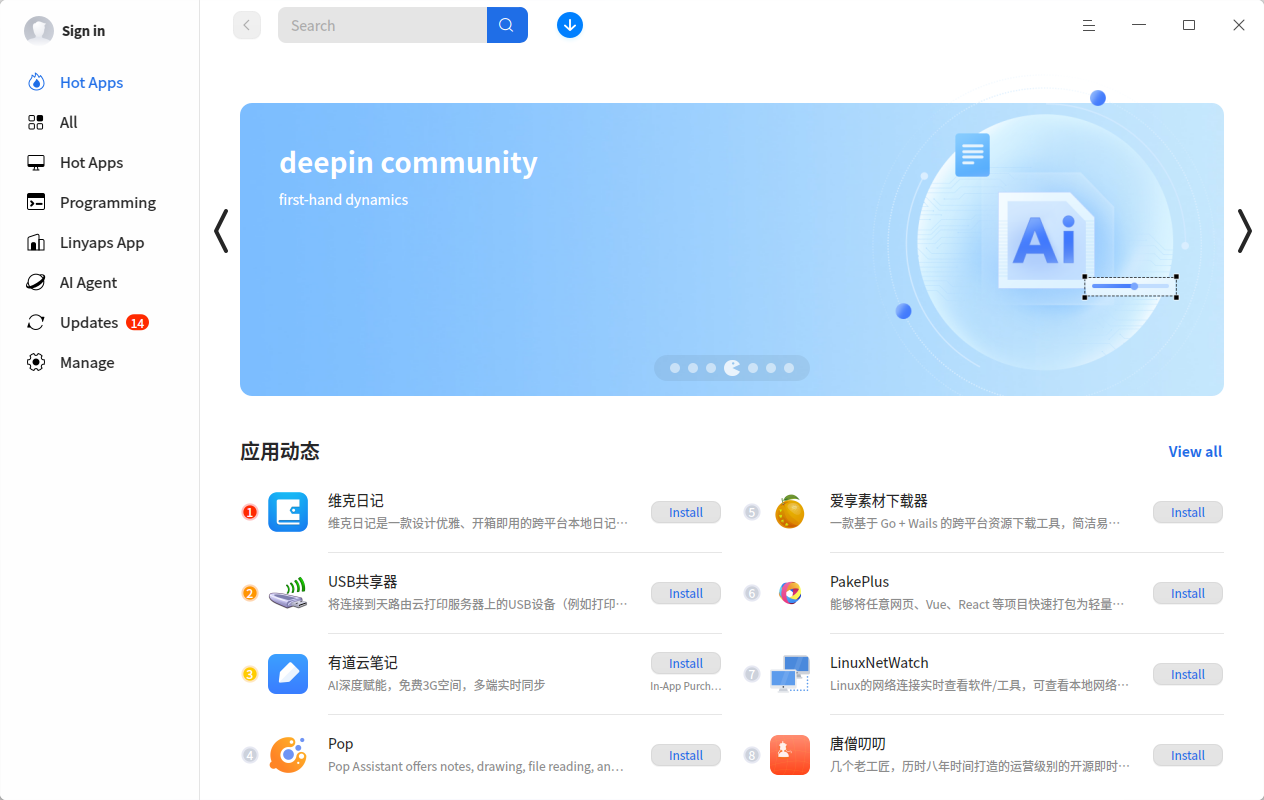 Sign in
Search
Hot Apps
All
Hot Apps
Programming
Linyaps App
AI Agent
Updates 14
Manage
deepin community
first-hand dynamics
Ai
应用动态
View all
1
维克日记
维克日记是一款设计优雅、开箱即用的跨平台本地日记…
Install
5
爱享素材下载器
一款基于 Go + Wails 的跨平台资源下载工具，简洁易…
Install
2
USB共享器
将连接到天路由云打印服务器上的USB设备（例如打印…
Install
6
PakePlus
能够将任意网页、Vue、React 等项目快速打包为轻量…
Install
3
有道云笔记
AI深度赋能，免费3G空间，多端实时同步
Install
In-App Purch…
7
LinuxNetWatch
Linux的网络连接实时查看软件/工具，可查看本地网络…
Install
4
Pop
Pop Assistant offers notes, drawing, file reading, an…
Install
8
唐僧叨叨
几个老工匠，历时八年时间打造的运营级别的开源即时…
Install